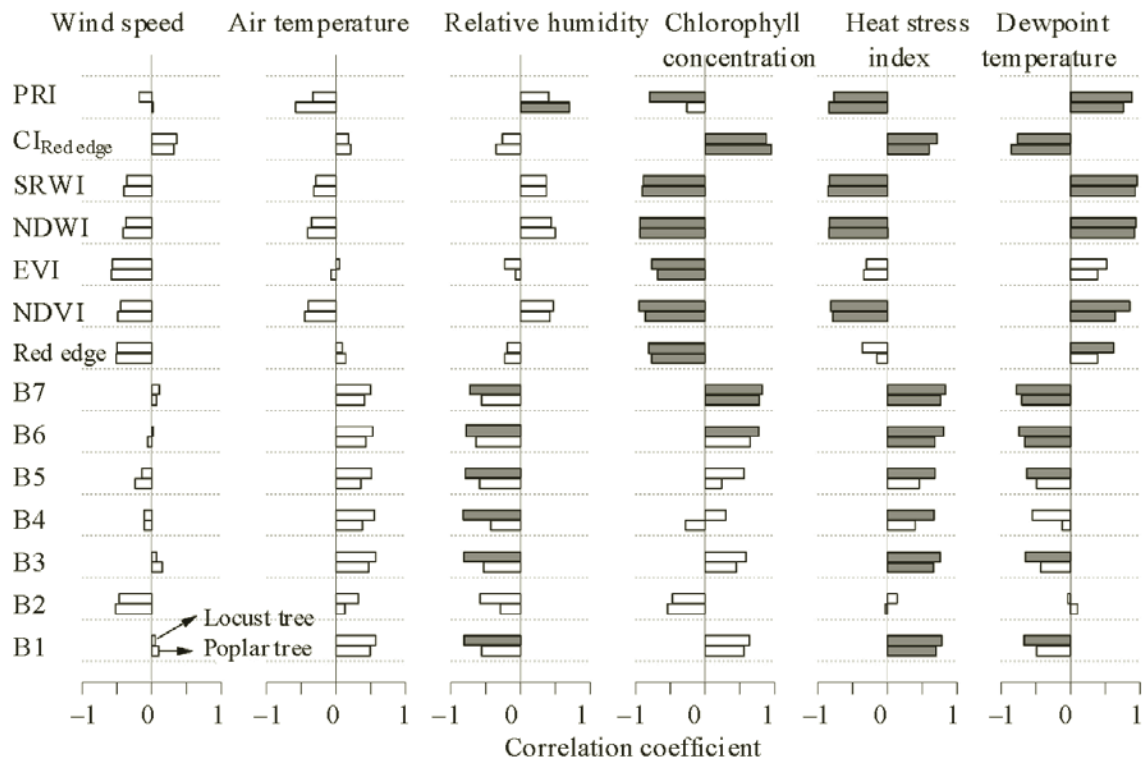 Wind speed Air temperature Relative humidity Chlorophyll concentration Heat stress index Dewpoint temperature
PRI
CI Red edge
SRWI
NDWI
EVI
NDVI
Red edge
B7
B6
B5
B4
B3
B2
Locust tree
B1
Poplar tree
−1 0 1 −1 0 1 −1 0 1 −1 0 1 −1 0 1 −1 0 1
Correlation coefficient